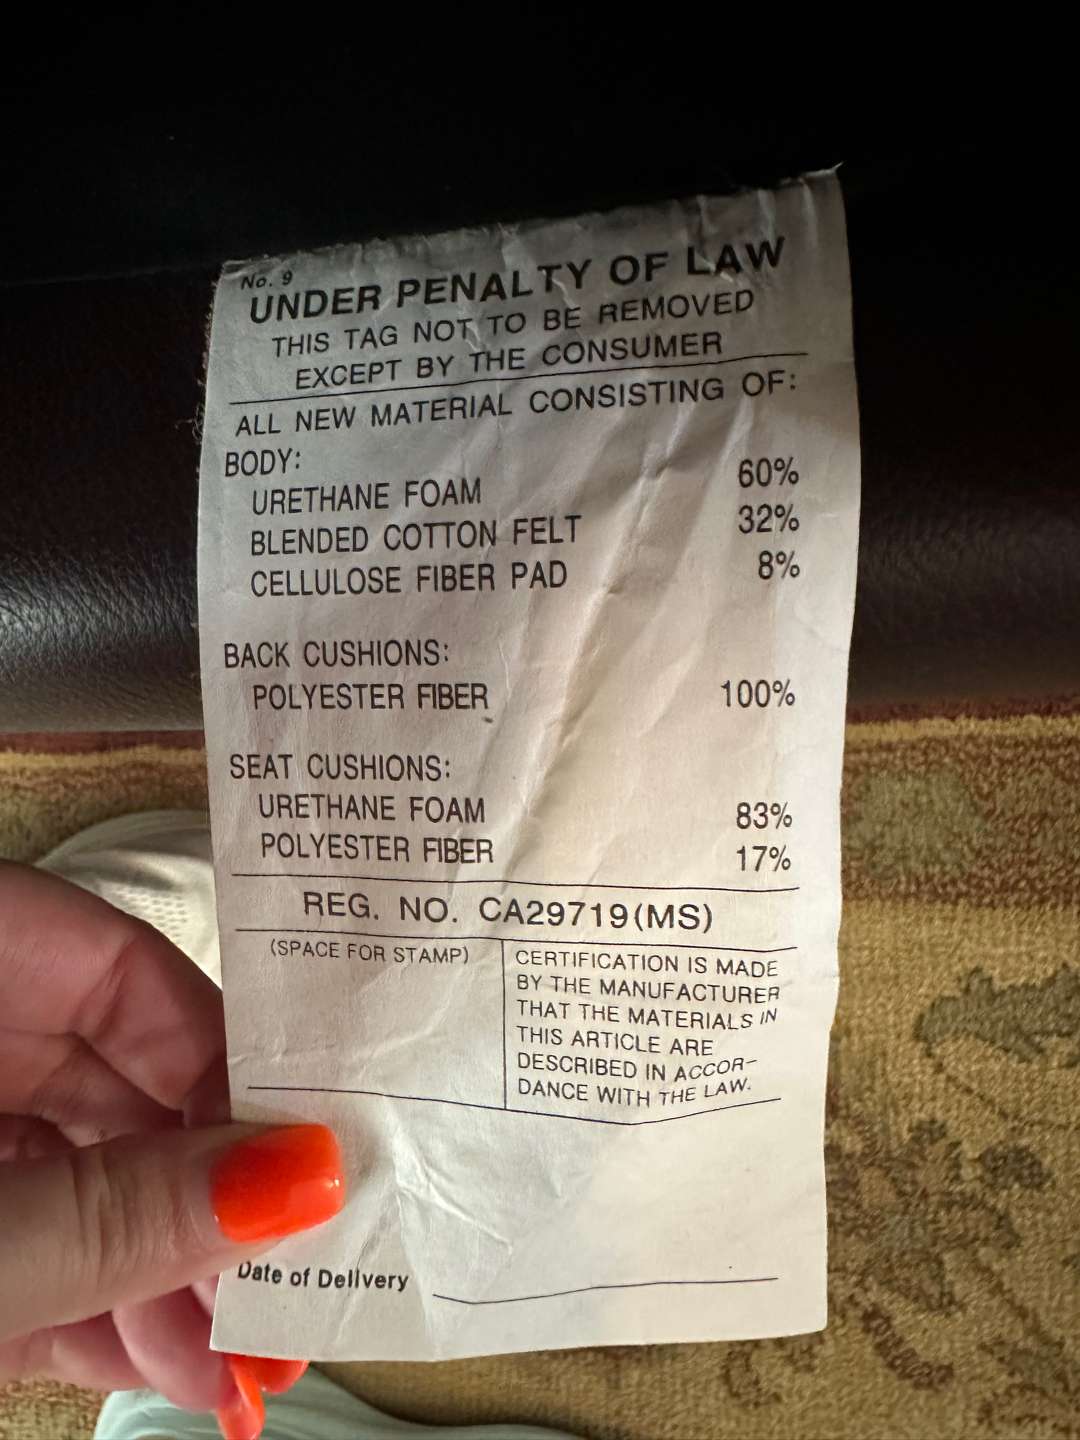 No. 9
UNDER PENALTY OF LAW
THIS TAG NOT TO BE REMOVED
EXCEPT BY THE CONSUMER
ALL NEW MATERIAL CONSISTING OF:
BODY:
URETHANE FOAM 60%
BLENDED COTTON FELT 32%
CELLULOSE FIBER PAD 8%
BACK CUSHIONS:
POLYESTER FIBER 100%
SEAT CUSHIONS:
URETHANE FOAM 83%
POLYESTER FIBER 17%
REG. NO. CA29719(MS)
(SPACE FOR STAMP)
CERTIFICATION IS MADE
BY THE MANUFACTURER
THAT THE MATERIALS IN
THIS ARTICLE ARE
DESCRIBED IN ACCOR-
DANCE WITH THE LAW.
Date of Delivery